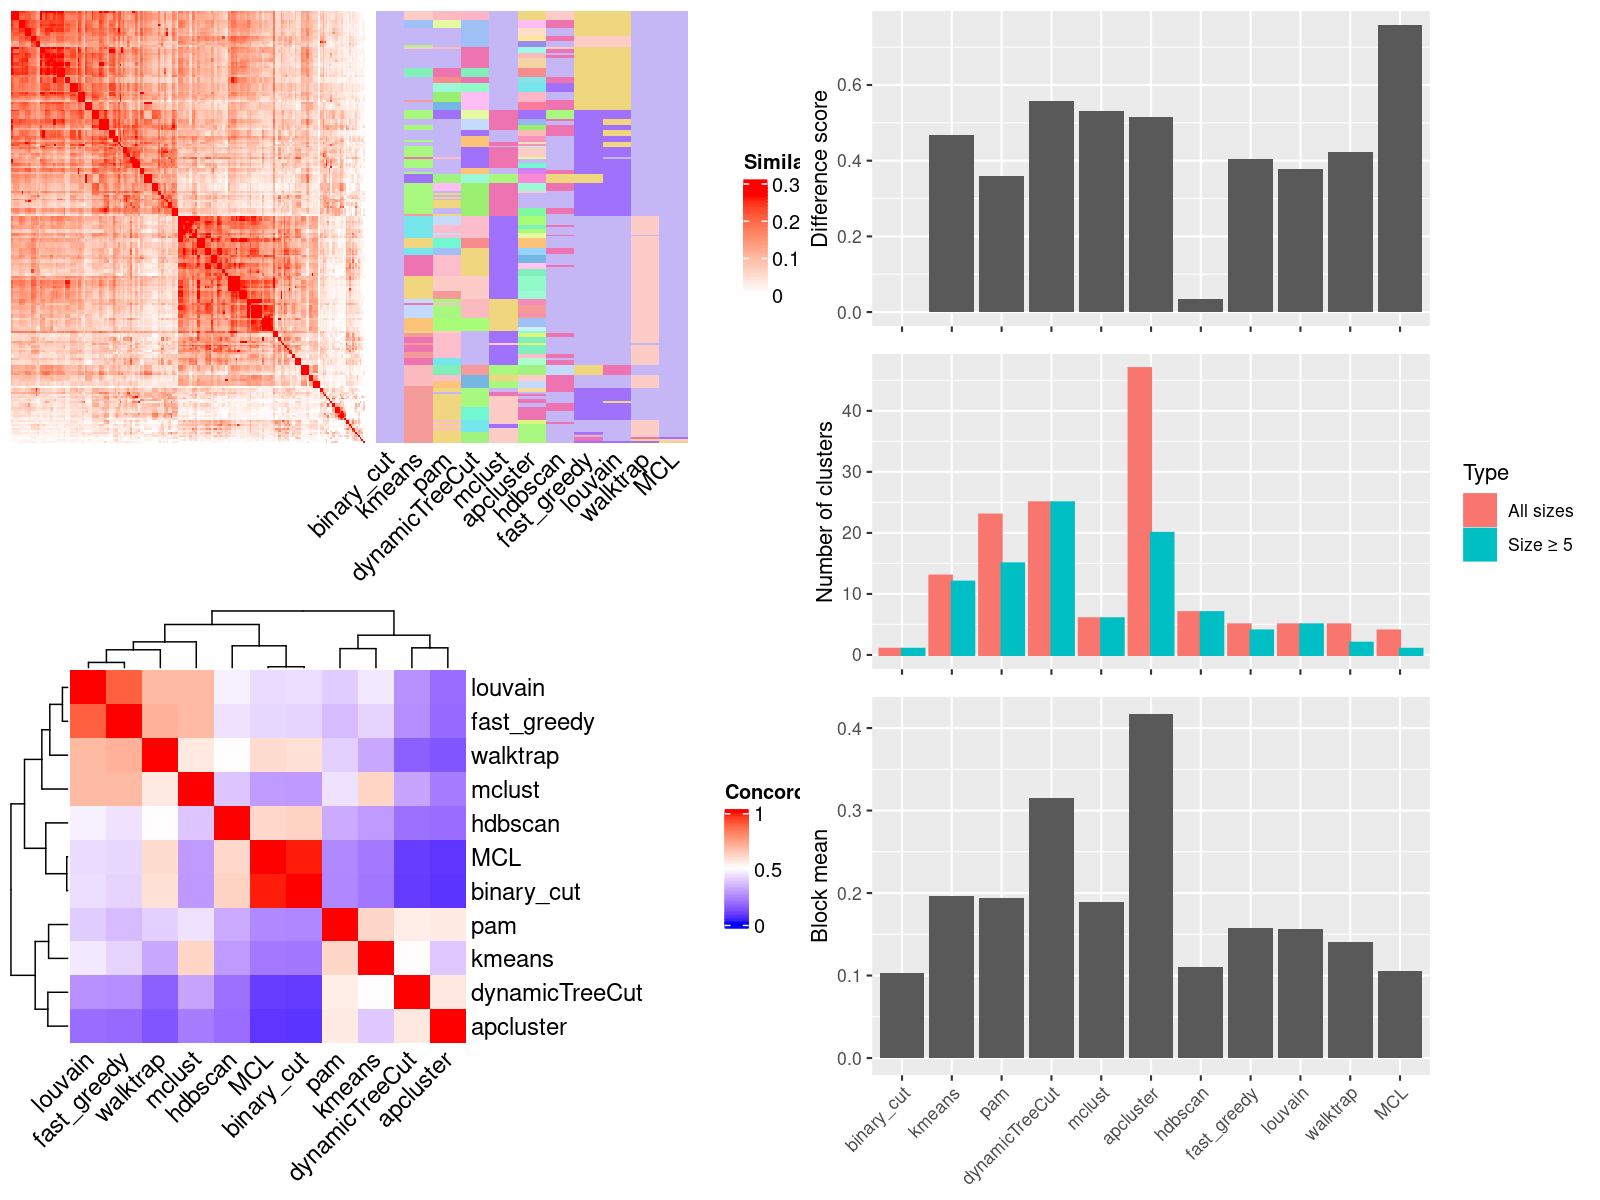 Simila
0.3
0.2
0.1
0
binary_cut
kmeans
pam
dynamicTreeCut
mclust
apcluster
hdbscan
fast_greedy
louvain
walktrap
MCL
louvain
fast_greedy
walktrap
mclust
hdbscan
MCL
binary_cut
pam
kmeans
dynamicTreeCut
apcluster
louvain
fast_greedy
walktrap
mclust
hdbscan
MCL
binary_cut
pam
kmeans
dynamicTreeCut
apcluster
Concord
1
0.5
0
Difference score
0.6
0.4
0.2
0.0
Number of clusters
40
30
20
10
0
Type
All sizes
Size ≥ 5
Block mean
0.4
0.3
0.2
0.1
0.0
binary_cut
kmeans
pam
dynamicTreeCut
mclust
apcluster
hdbscan
fast_greedy
louvain
walktrap
MCL